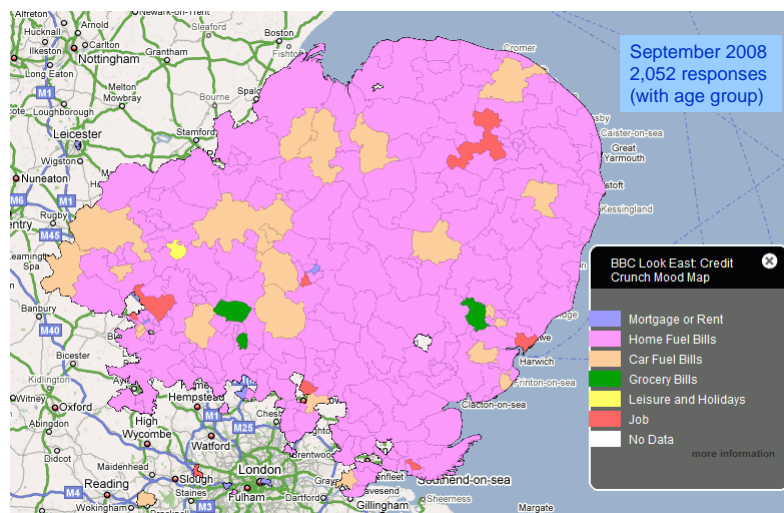 September 2008
2,052 responses
(with age group)
BBC Look East: Credit
Crunch Mood Map
Mortgage or Rent
Home Fuel Bills
Car Fuel Bills
Grocery Bills
Leisure and Holidays
Job
No Data
more information
Alfreton
Newark-on-Trent
Hucknall
Arnold
Sleaford
Ilkeston
Carlton
Boston
Nottingham
Grantham
Long Eaton
Melton
Mowbray
Bourne
M1
Loughborough
Leicester
Stamford
Wigston
Nuneaton
M6
M1
Rugby
M45
Spa
Banbury
M40
Bicester
Kidlington
Witney
Oxford
Abingdon
Didcot
High
Wycombe
Hempstead
M1
Watford
M25
Maidenhead
Slough
London
Reading
M4
Staines
Fulham
Wokingham
M3
Dartford
Brentwood
Gillingham
Southend-on-sea
Sheerness
Margate
Cromer
Caister-on-sea
Great
Yarmouth
Kessingland
Harwich
Frinton-on-sea
Clacton-on-sea